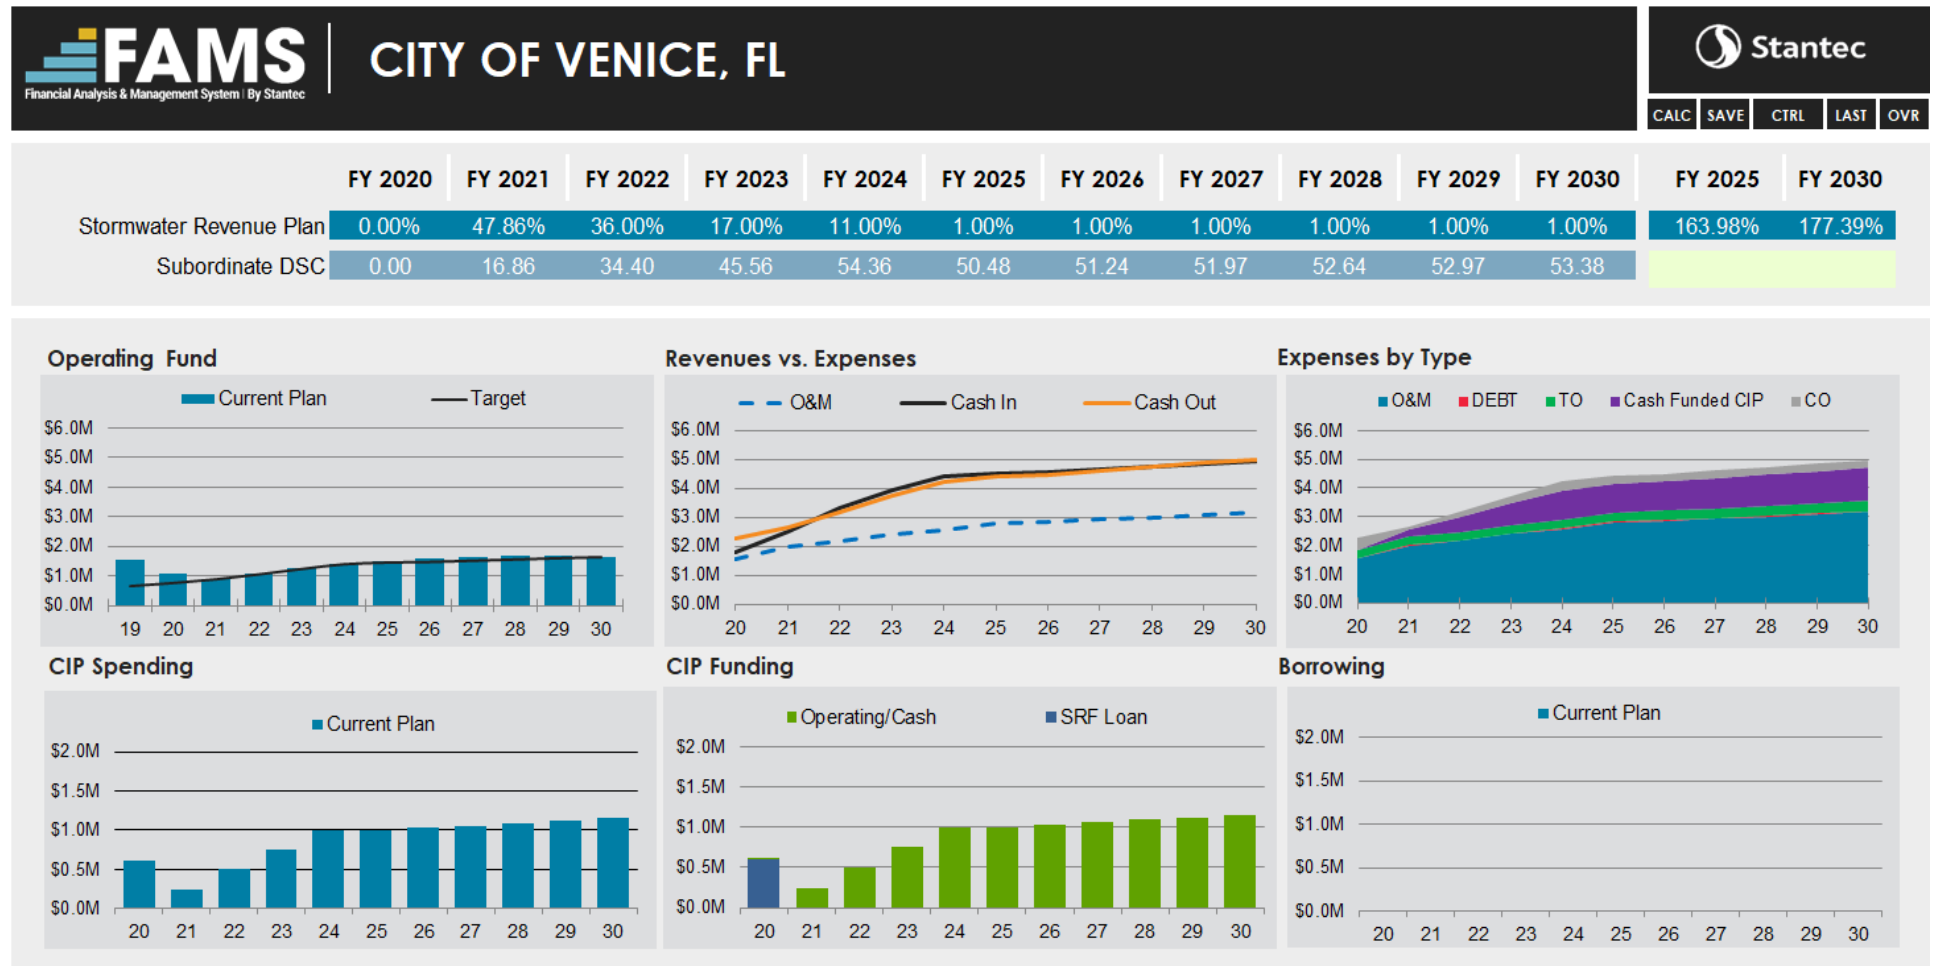 FAMS
Financial Analysis & Management System | By Stantec
CITY OF VENICE, FL
Stantec
CALC SAVE CTRL LAST OVR
FY 2020 FY 2021 FY 2022 FY 2023 FY 2024 FY 2025 FY 2026 FY 2027 FY 2028 FY 2029 FY 2030 FY 2025 FY 2030
Stormwater Revenue Plan 0.00% 47.86% 36.00% 17.00% 11.00% 1.00% 1.00% 1.00% 1.00% 1.00% 1.00% 163.98% 177.39%
Subordinate DSC 0.00 16.86 34.40 45.56 54.36 50.48 51.24 51.97 52.64 52.97 53.38
Operating Fund
Current Plan Target
$6.0M
$5.0M
$4.0M
$3.0M
$2.0M
$1.0M
$0.0M
19 20 21 22 23 24 25 26 27 28 29 30
Revenues vs. Expenses
O&M Cash In Cash Out
$6.0M
$5.0M
$4.0M
$3.0M
$2.0M
$1.0M
$0.0M
20 21 22 23 24 25 26 27 28 29 30
Expenses by Type
O&M DEBT TO Cash Funded CIP CO
$6.0M
$5.0M
$4.0M
$3.0M
$2.0M
$1.0M
$0.0M
20 21 22 23 24 25 26 27 28 29 30
CIP Spending
Current Plan
$2.0M
$1.5M
$1.0M
$0.5M
$0.0M
20 21 22 23 24 25 26 27 28 29 30
CIP Funding
Operating/Cash SRF Loan
$2.0M
$1.5M
$1.0M
$0.5M
$0.0M
20 21 22 23 24 25 26 27 28 29 30
Borrowing
Current Plan
$2.0M
$1.5M
$1.0M
$0.5M
$0.0M
20 21 22 23 24 25 26 27 28 29 30